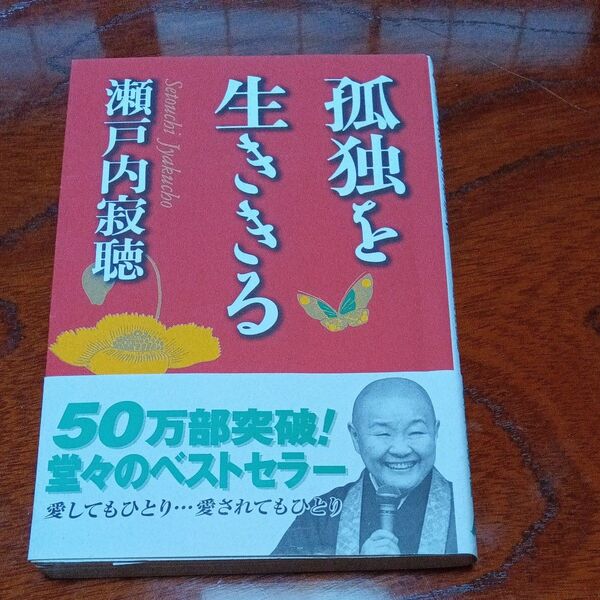 孤独を
生ききる
瀬戸内寂聴
Setouchi Jyakucho
50万部突破!
堂々のベストセラー
愛してもひとり…愛されてもひとり